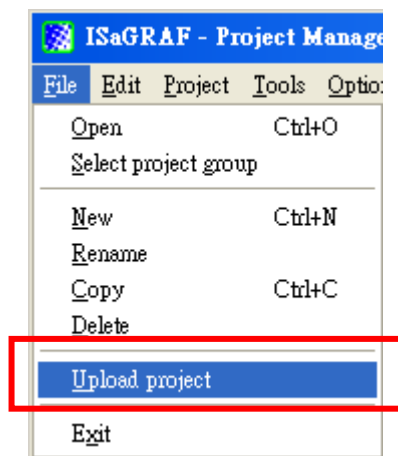 ISaGRAF - Project Manage
File Edit Project Tools Optio
Open Ctrl+O
Select project group
New Ctrl+N
Rename
Copy Ctrl+C
Delete
Upload project
Exit